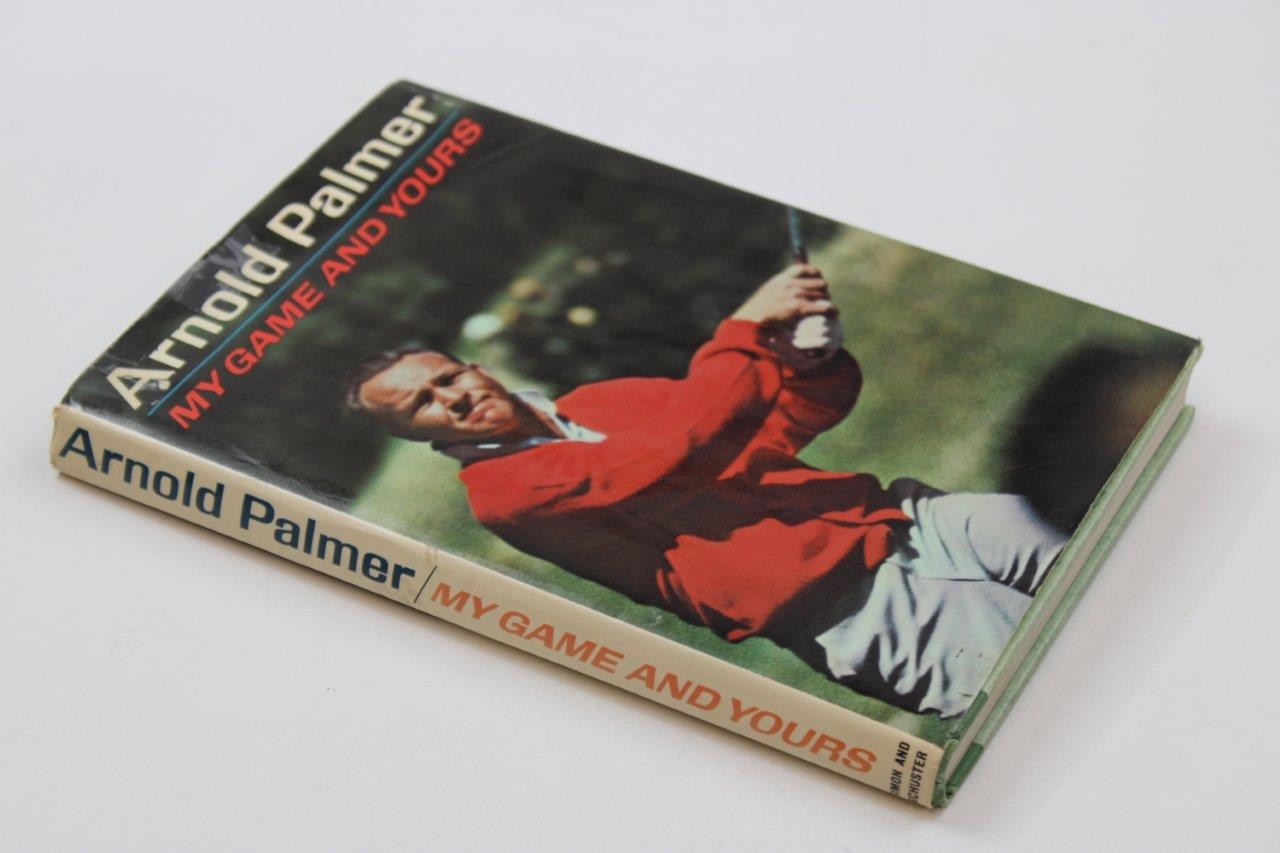 Arnold Palmer
MY GAME AND YOURS
Arnold Palmer/MY GAME AND YOURS
SIMON AND
SCHUSTER